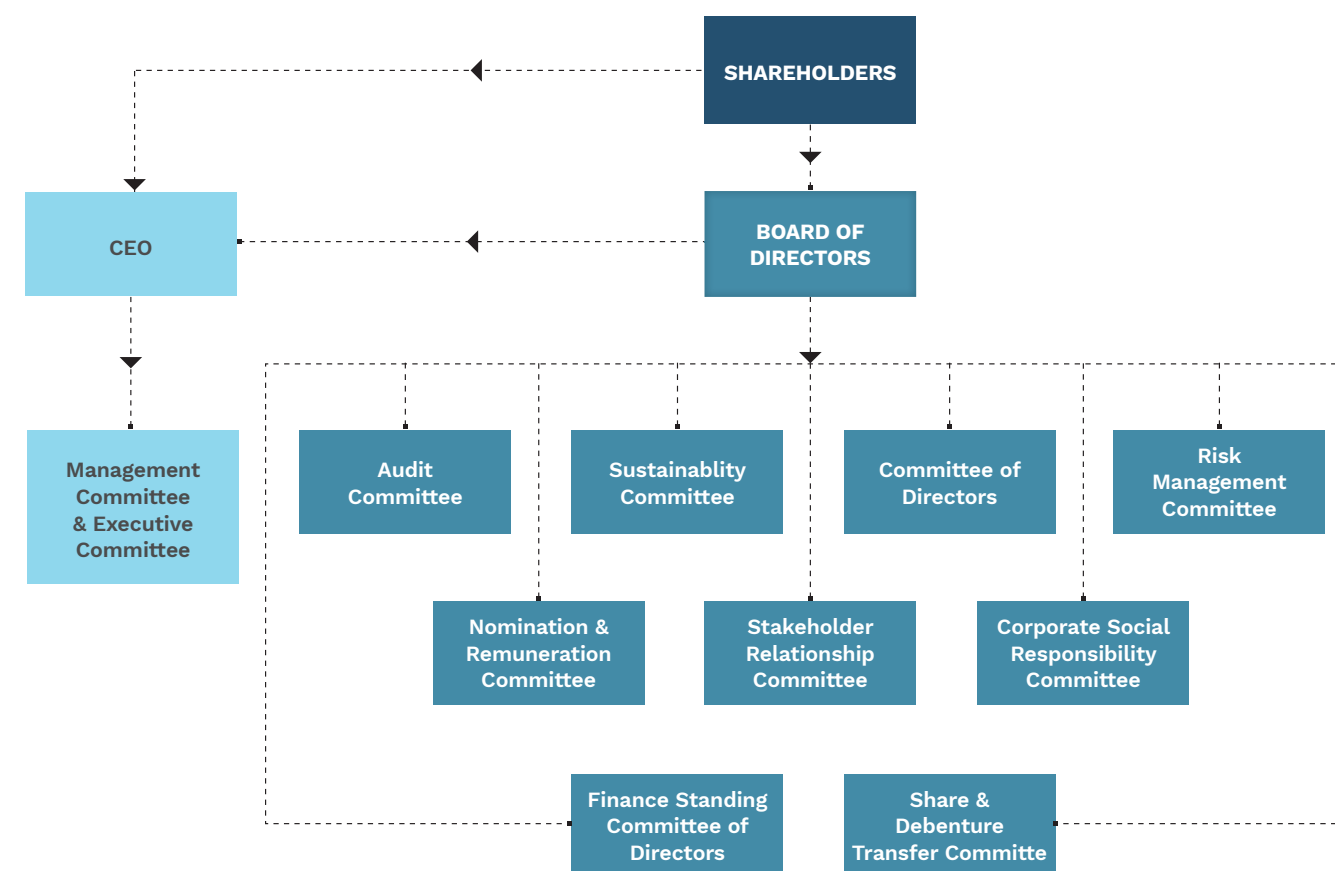 SHAREHOLDERS
BOARD OF
DIRECTORS
CEO
Management
Committee
& Executive
Committee
Audit
Committee
Sustainablity
Committee
Committee of
Directors
Risk
Management
Committee
Nomination &
Remuneration
Committee
Stakeholder
Relationship
Committee
Corporate Social
Responsibility
Committee
Finance Standing
Committee of
Directors
Share &
Debenture
Transfer Committe